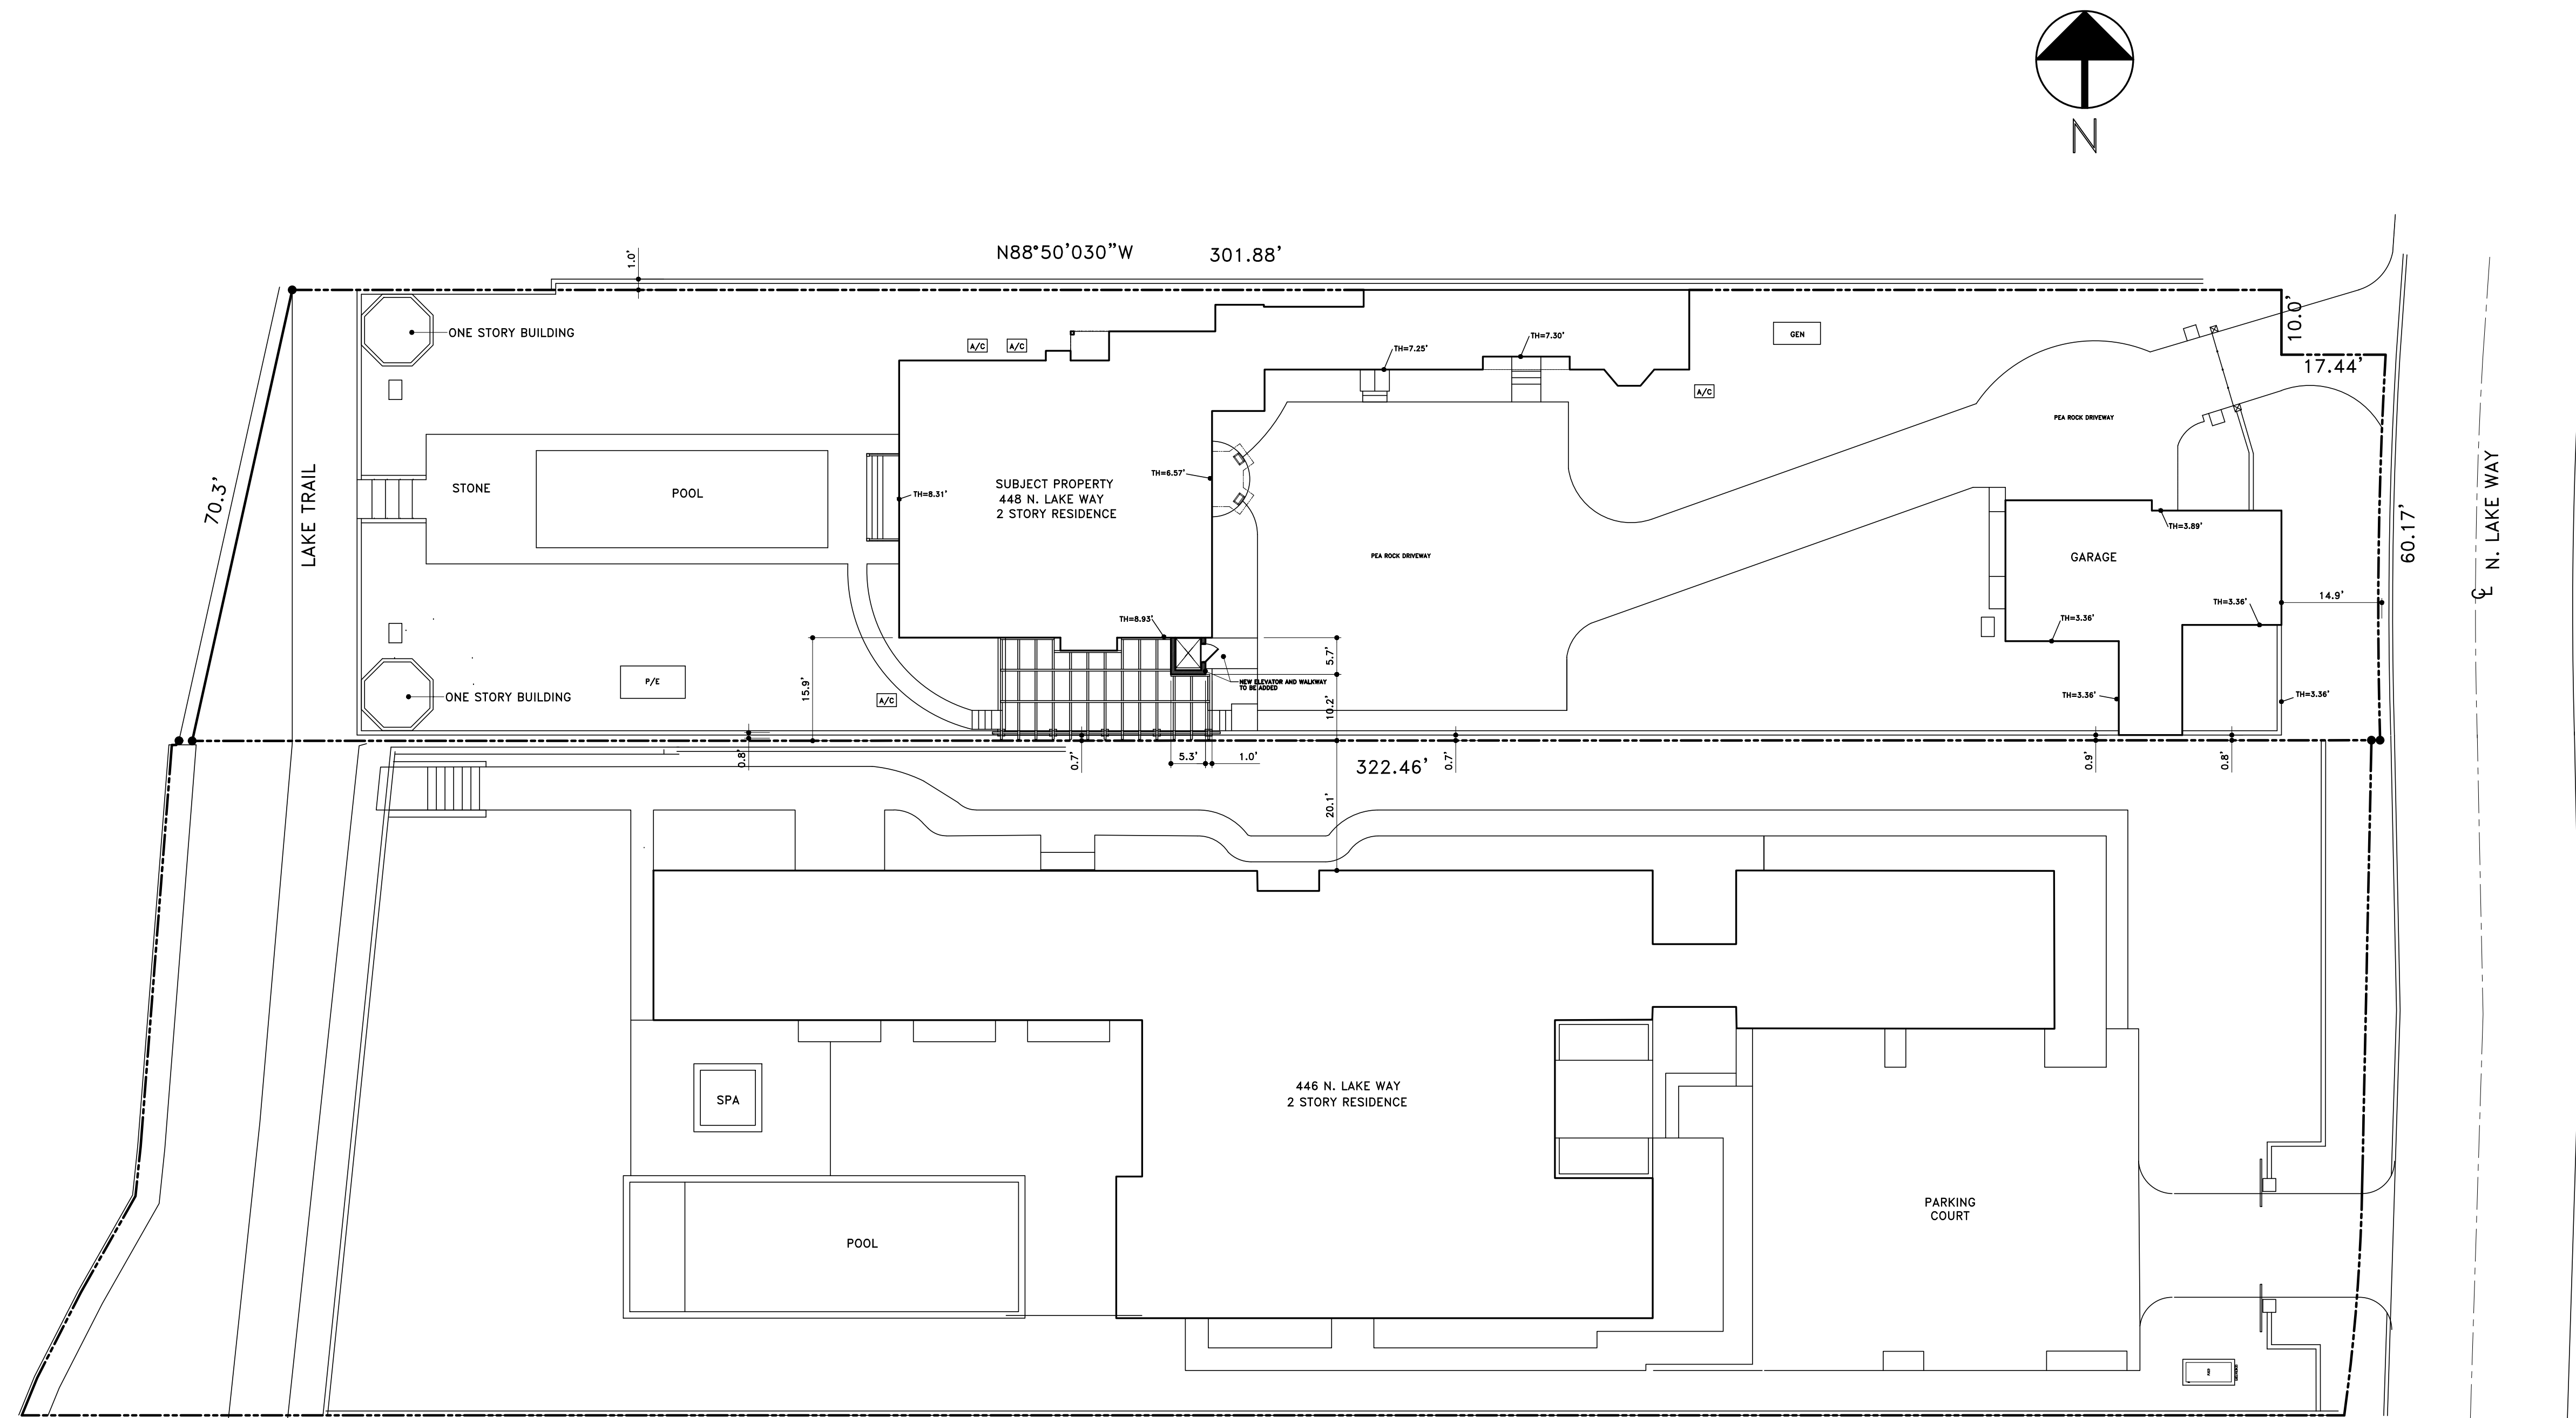 N
N88°50'030"W 301.88'
1.0'
10.0'
17.44'
ONE STORY BUILDING
A/C
A/C
TH=7.25'
TH=7.30'
GEN
A/C
PEA ROCK DRIVEWAY
70.3'
LAKE TRAIL
STONE
POOL
TH=8.31'
SUBJECT PROPERTY
448 N. LAKE WAY
2 STORY RESIDENCE
TH=6.57'
PEA ROCK DRIVEWAY
TH=3.89'
GARAGE
60.17'
℄ N. LAKE WAY
14.9'
TH=3.36'
TH=3.36'
TH=3.36'
TH=3.36'
TH=8.93'
15.9'
5.7'
10.2'
NEW ELEVATOR AND WALKWAY
TO BE ADDED
P/E
A/C
ONE STORY BUILDING
0.8'
0.7'
5.3'
1.0'
322.46'
0.7'
0.9'
0.8'
20.1'
446 N. LAKE WAY
2 STORY RESIDENCE
SPA
POOL
PARKING
COURT